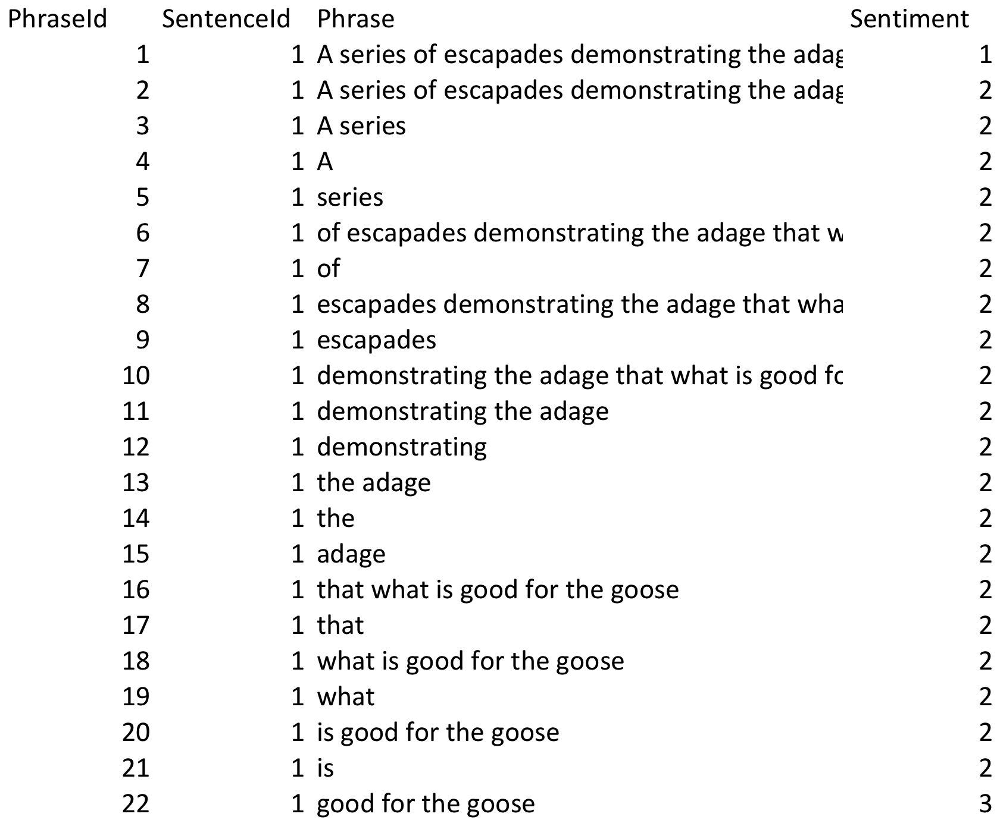 PhraseId SentenceId Phrase Sentiment
1 1 A series of escapades demonstrating the adag 1
2 1 A series of escapades demonstrating the adag 2
3 1 A series 2
4 1 A 2
5 1 series 2
6 1 of escapades demonstrating the adage that w 2
7 1 of 2
8 1 escapades demonstrating the adage that wha 2
9 1 escapades 2
10 1 demonstrating the adage that what is good fo 2
11 1 demonstrating the adage 2
12 1 demonstrating 2
13 1 the adage 2
14 1 the 2
15 1 adage 2
16 1 that what is good for the goose 2
17 1 that 2
18 1 what is good for the goose 2
19 1 what 2
20 1 is good for the goose 2
21 1 is 2
22 1 good for the goose 3